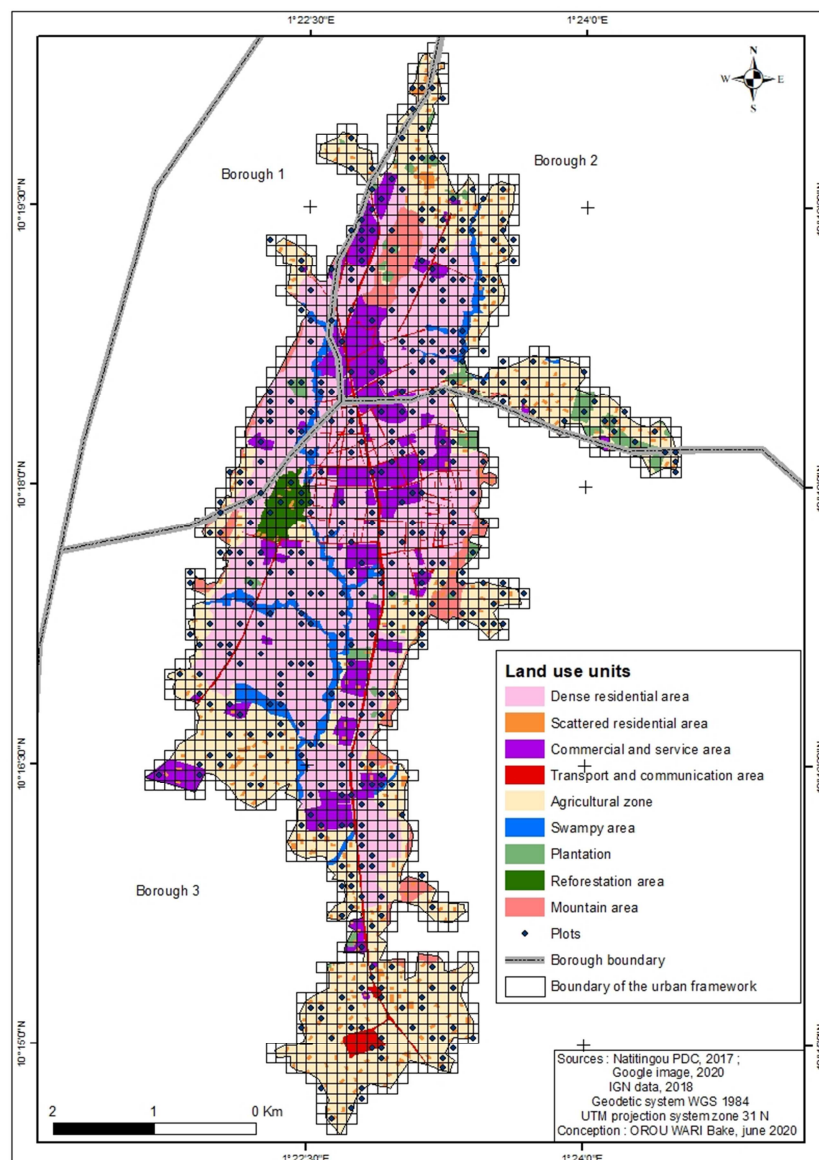 1°22'30"E 1°24'0"E
N
W E
S
Borough 1
Borough 2
10°19'30"N
10°18'0"N
10°16'30"N
10°15'0"N
Borough 3
Land use units
Dense residential area
Scattered residential area
Commercial and service area
Transport and communication area
Agricultural zone
Swampy area
Plantation
Reforestation area
Mountain area
Plots
Borough boundary
Boundary of the urban framework
Sources : Natitingou PDC, 2017 ;
Google image, 2020
IGN data, 2018
Geodetic system WGS 1984
UTM projection system zone 31 N
Conception : OROU WARI Bake, june 2020
2 1 0 Km
1°22'30"E 1°24'0"E